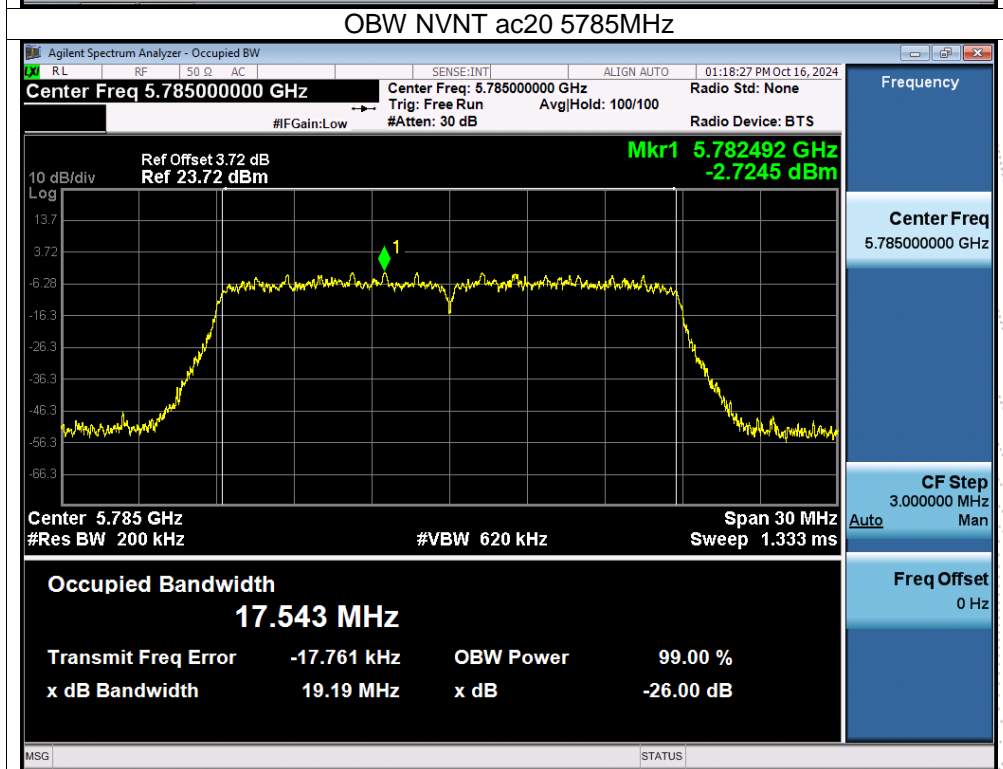 OBW NVNT ac20 5785MHz
Agilent Spectrum Analyzer - Occupied BW
LXI RL RF 50 Ω AC SENSE:INT ALIGN AUTO 01:18:27 PM Oct 16, 2024
Center Freq 5.785000000 GHz
Center Freq: 5.785000000 GHz
Radio Std: None
Trig: Free Run Avg|Hold: 100/100
#IFGain:Low
#Atten: 30 dB
Radio Device: BTS
Frequency
Ref Offset 3.72 dB
10 dB/div Ref 23.72 dBm
Mkr1 5.782492 GHz
-2.7245 dBm
Log
13.7
3.72
-6.28
-16.3
-26.3
-36.3
-46.3
-56.3
-66.3
1
Center 5.785 GHz Span 30 MHz
#Res BW 200 kHz #VBW 620 kHz Sweep 1.333 ms
Center Freq
5.785000000 GHz
CF Step
3.000000 MHz
Auto Man
Freq Offset
0 Hz
Occupied Bandwidth
17.543 MHz
Transmit Freq Error -17.761 kHz OBW Power 99.00 %
x dB Bandwidth 19.19 MHz x dB -26.00 dB
MSG STATUS